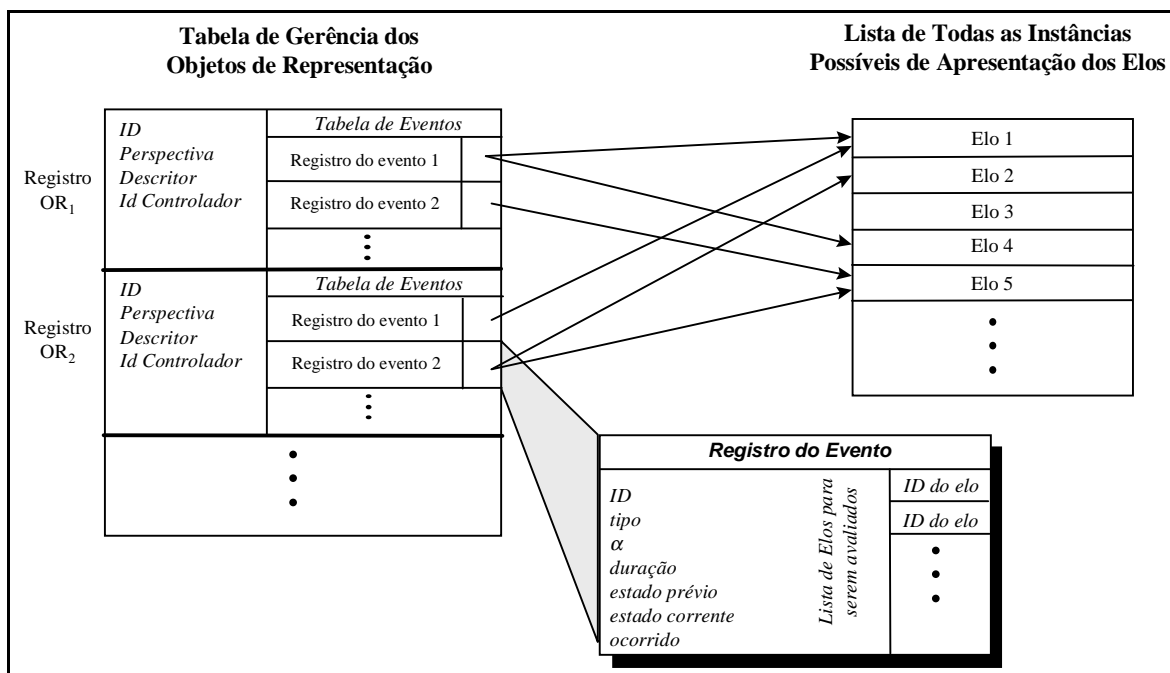 Tabela de Gerência dos
Objetos de Representação
Lista de Todas as Instâncias
Possíveis de Apresentação dos Elos
Registro
OR1
ID
Perspectiva
Descritor
Id Controlador
Tabela de Eventos
Registro do evento 1
Registro do evento 2
Registro
OR2
ID
Perspectiva
Descritor
Id Controlador
Tabela de Eventos
Registro do evento 1
Registro do evento 2
Elo 1
Elo 2
Elo 3
Elo 4
Elo 5
Registro do Evento
ID
tipo
α
duração
estado prévio
estado corrente
ocorrido
Lista de Elos para
serem avaliados
ID do elo
ID do elo